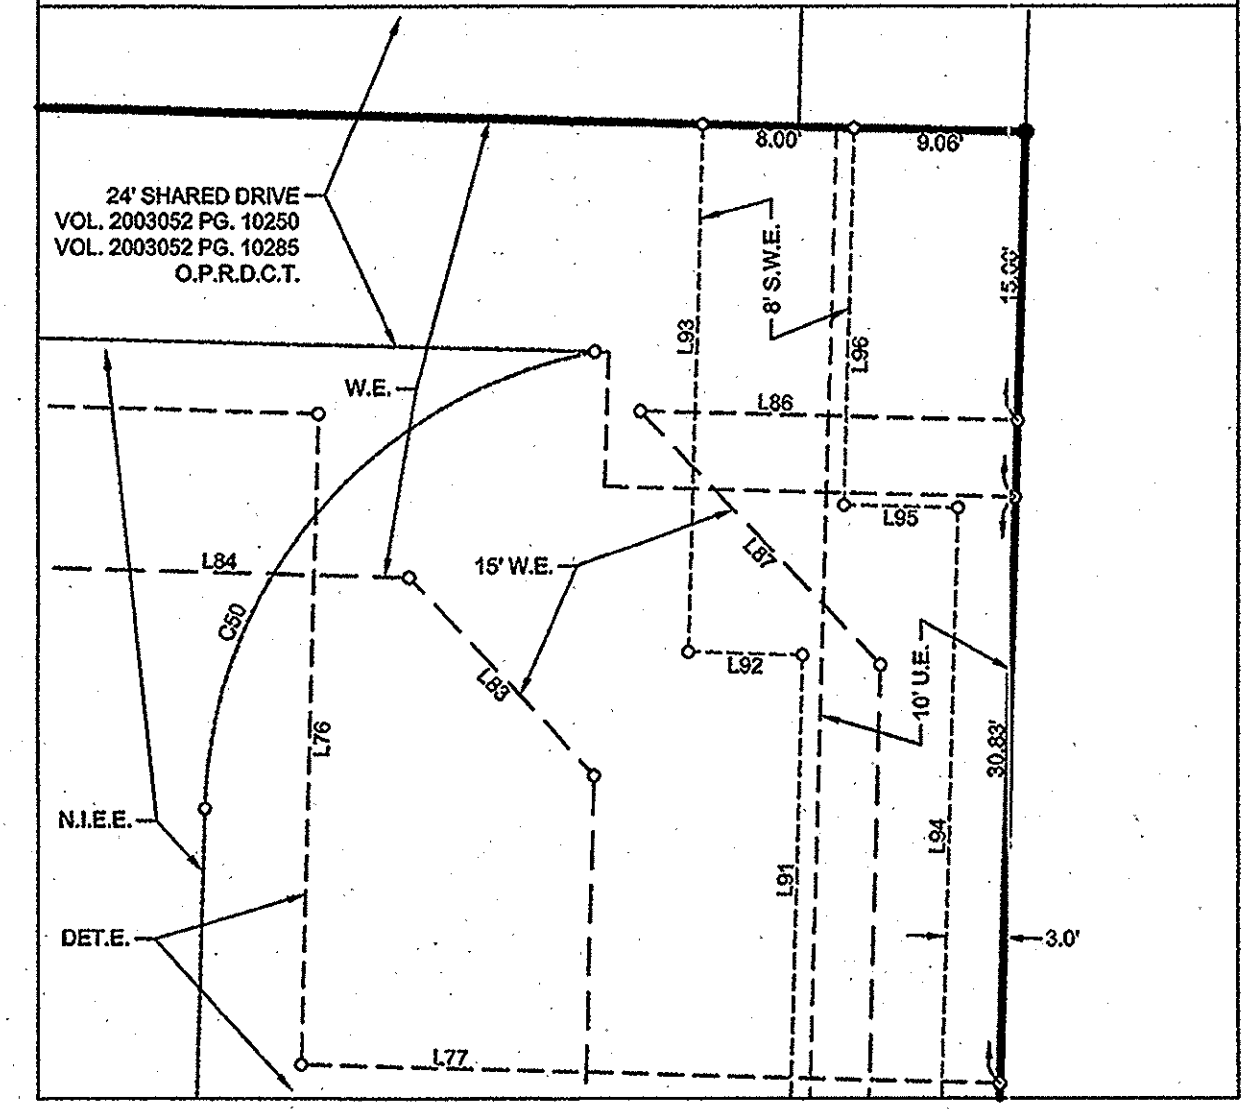 8.00'
9.06'
24' SHARED DRIVE
VOL. 2003052 PG. 10250
VOL. 2003052 PG. 10285
O.P.R.D.C.T.
8' S.W.E.
15.00'
L93
L96
W.E.
L86
L95
L84
15' W.E.
L87
C50
L92
L83
10' U.E.
L76
30.83'
N.I.E.E.
L94
L91
DET.E.
3.0'
L77